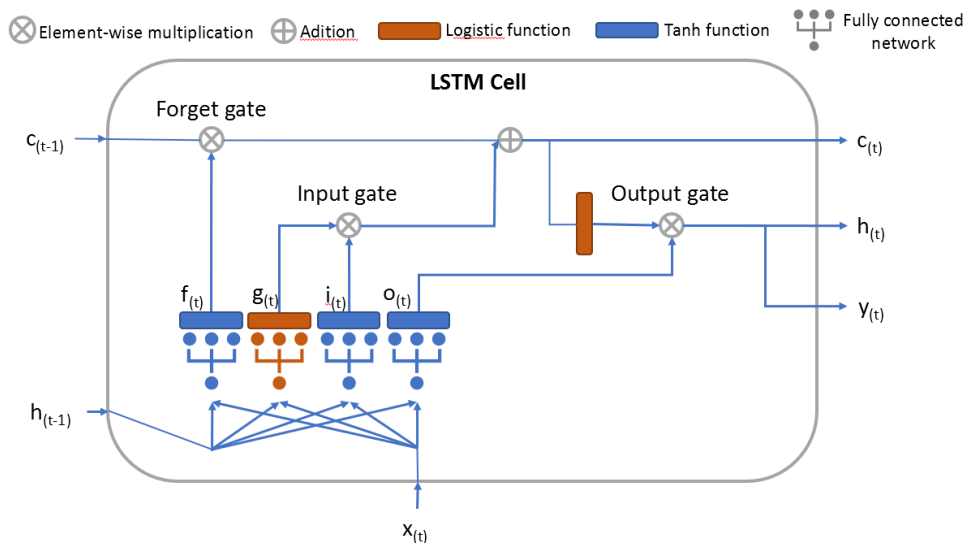 Element-wise multiplication
Adition
Logistic function
Tanh function
Fully connected
network
LSTM Cell
Forget gate
c(t-1)
c(t)
Input gate
Output gate
h(t)
f(t)
g(t)
i(t)
o(t)
y(t)
h(t-1)
x(t)